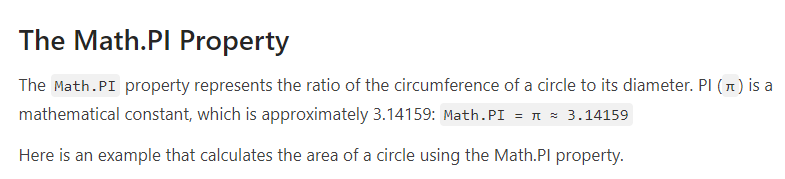 The Math.PI Property
The Math.PI property represents the ratio of the circumference of a circle to its diameter. PI (π) is a
mathematical constant, which is approximately 3.14159: Math.PI = π ≈ 3.14159
Here is an example that calculates the area of a circle using the Math.PI property.